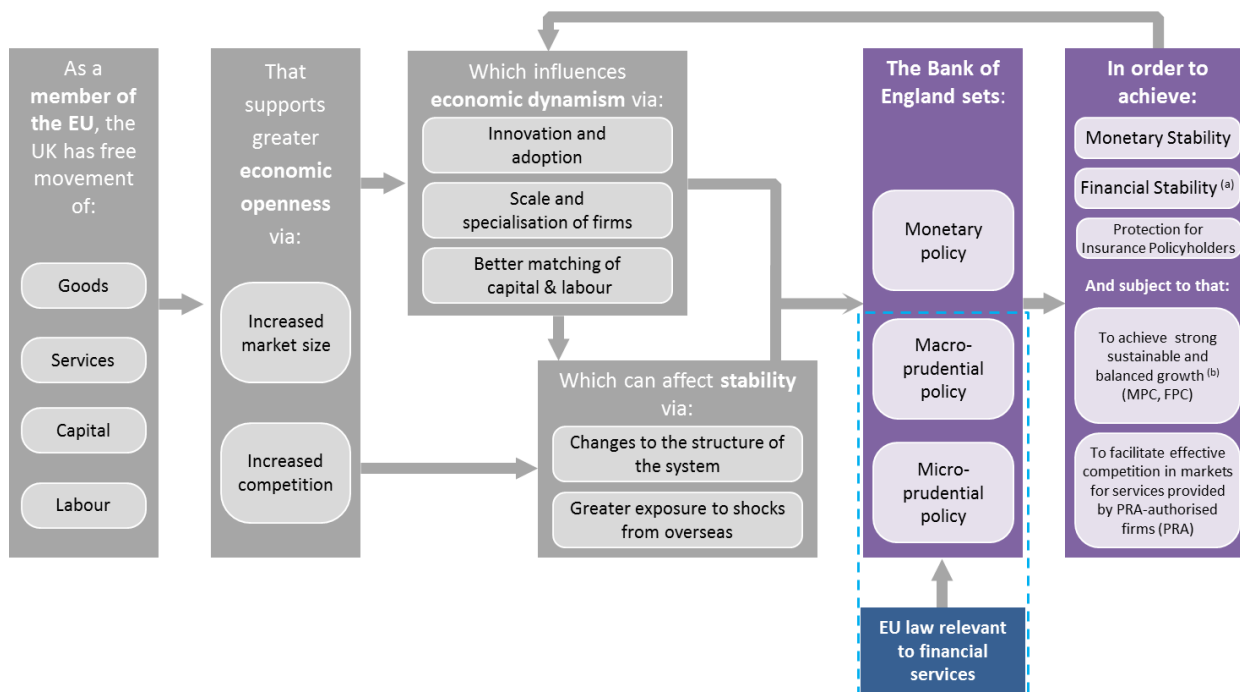 As a
member of
the EU, the
UK has free
movement
of:
Goods
Services
Capital
Labour
That
supports
greater
economic
openness
via:
Increased
market size
Increased
competition
Which influences
economic dynamism via:
Innovation and
adoption
Scale and
specialisation of firms
Better matching of
capital & labour
Which can affect stability
via:
Changes to the structure of
the system
Greater exposure to shocks
from overseas
The Bank of
England sets:
Monetary
policy
Macro-
prudential
policy
Micro-
prudential
policy
EU law relevant
to financial
services
In order to
achieve:
Monetary Stability
Financial Stability (a)
Protection for
Insurance Policyholders
And subject to that:
To achieve strong
sustainable and
balanced growth (b)
(MPC, FPC)
To facilitate effective
competition in markets
for services provided
by PRA-authorised
firms (PRA)